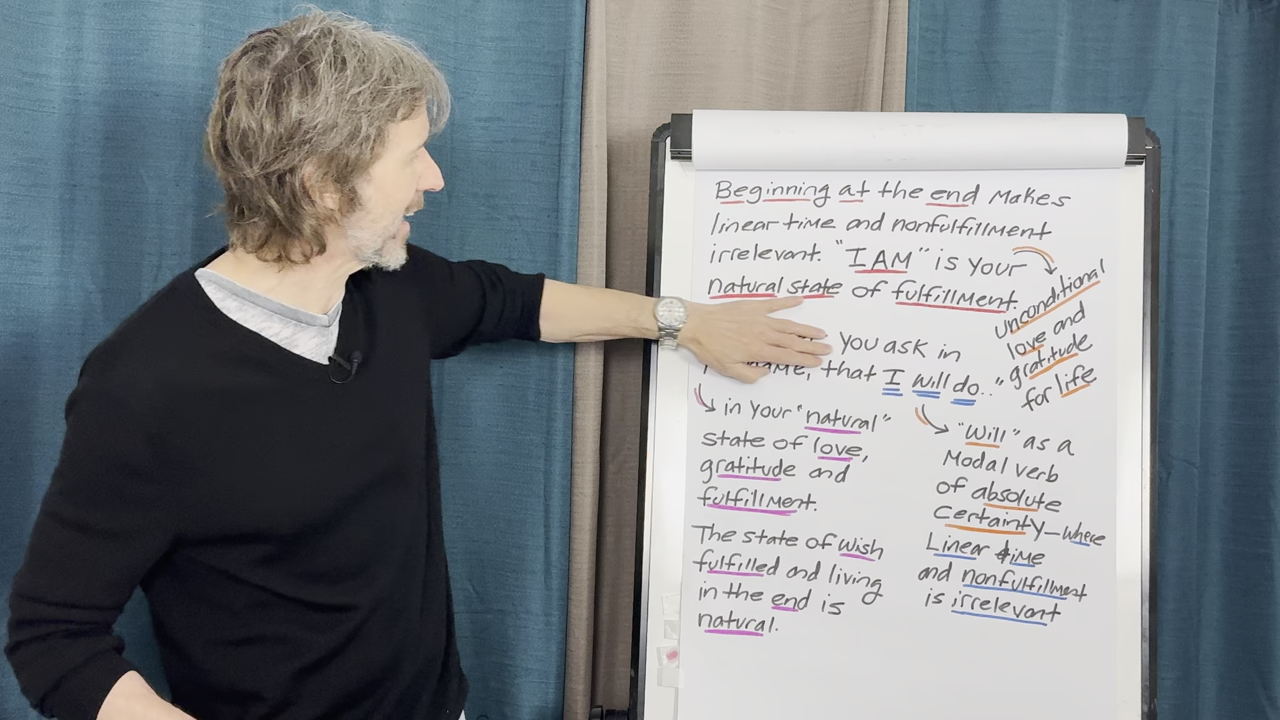 Beginning at the end makes
linear time and nonfulfillment
irrelevant. "I AM" is your
natural state of fulfillment.
unconditional
love and
gratitude
for life
you ask in
name, that I will do.."
in your "natural"
state of love,
gratitude and
fulfillment.
The state of wish
fulfilled and living
in the end is
natural.
"Will" as a
Modal verb
of absolute
certainty—where
Linear time
and nonfulfillment
is irrelevant